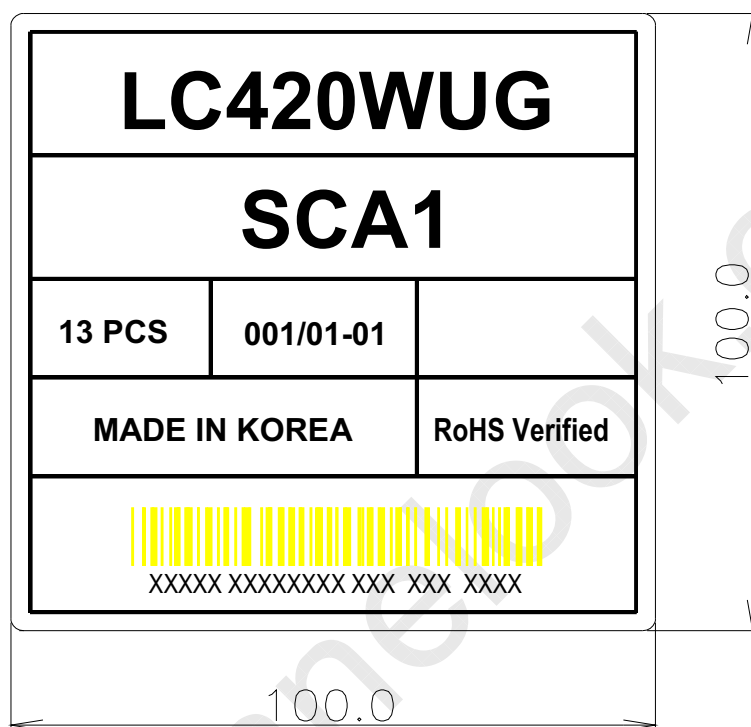 LC420WUG
SCA1
13 PCS 001/01-01
MADE IN KOREA RoHS Verified
XXXXX XXXXXXXX XXX XXX XXXX
100.0
100.0